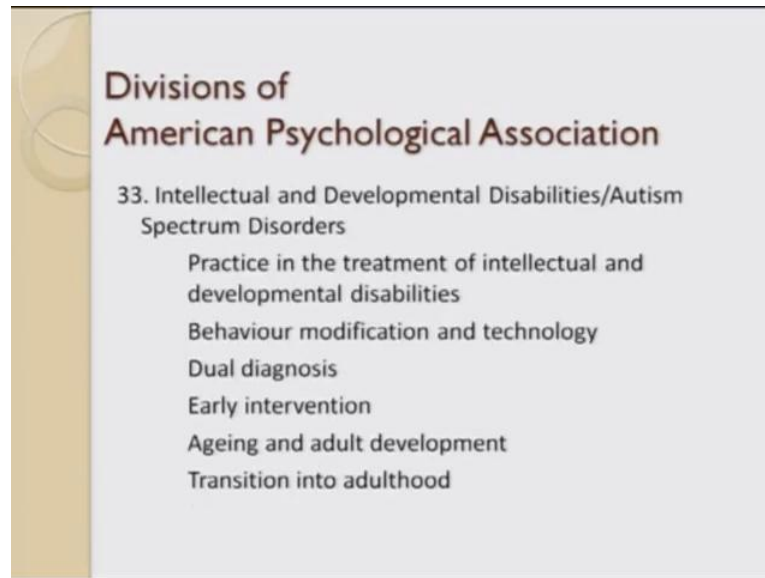 Divisions of
American Psychological Association
33. Intellectual and Developmental Disabilities/Autism
Spectrum Disorders
Practice in the treatment of intellectual and
developmental disabilities
Behaviour modification and technology
Dual diagnosis
Early intervention
Ageing and adult development
Transition into adulthood